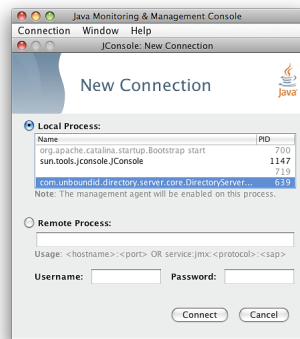 Java Monitoring & Management Console
Connection Window Help
JConsole: New Connection
New Connection
Java
Local Process:
Name PID
org.apache.catalina.startup.Bootstrap start 700
sun.tools.jconsole.JConsole 1147
719
com.unboundid.directory.server.core.DirectoryServer... 639
Note: The management agent will be enabled on this process.
Remote Process:
Usage: <hostname>:<port> OR service:jmx:<protocol>:<sap>
Username: Password:
Connect Cancel